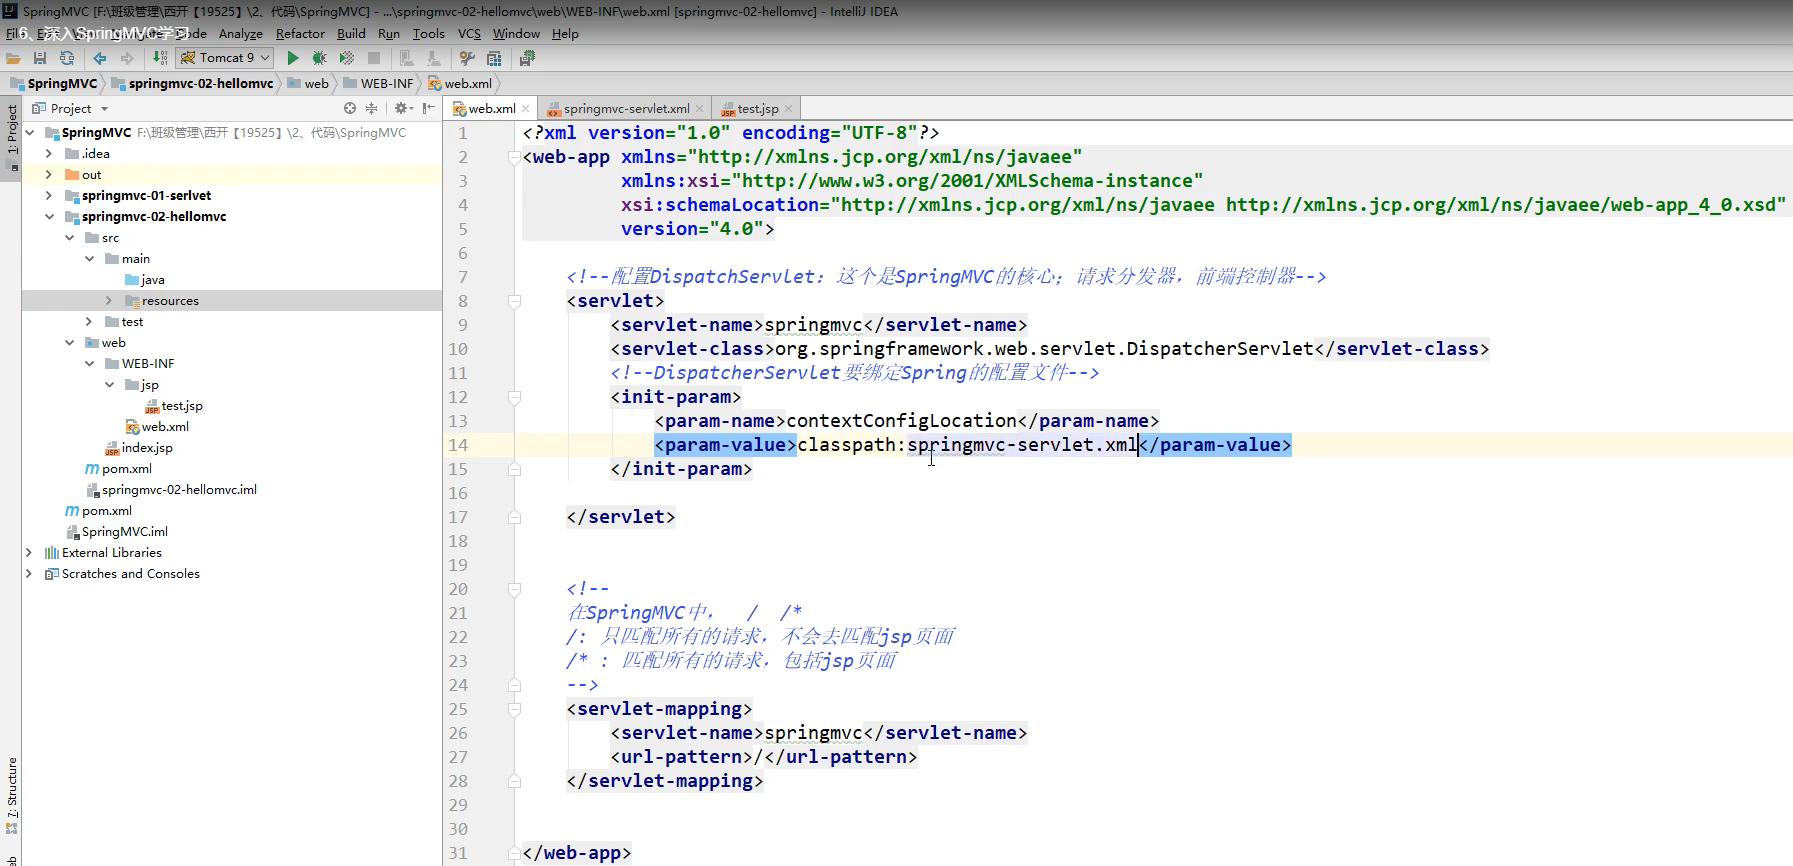 SpringMVC [F:\班级管理\西开【19525】\2、代码\SpringMVC] - ...\springmvc-02-hellomvc\web\WEB-INF\web.xml [springmvc-02-hellomvc] - IntelliJ IDEA
6、深入SpringMVC学习
Analyze Refactor Build Run Tools VCS Window Help
Tomcat 9
SpringMVC springmvc-02-hellomvc web WEB-INF web.xml
Project
web.xml springmvc-servlet.xml test.jsp
1: Project
SpringMVC F:\班级管理\西开【19525】\2、代码\SpringMVC
.idea
out
springmvc-01-serlvet
springmvc-02-hellomvc
src
main
java
resources
test
web
WEB-INF
jsp
test.jsp
web.xml
index.jsp
pom.xml
springmvc-02-hellomvc.iml
pom.xml
SpringMVC.iml
External Libraries
Scratches and Consoles
7: Structure
1 <?xml version="1.0" encoding="UTF-8"?>
2 <web-app xmlns="http://xmlns.jcp.org/xml/ns/javaee"
3 xmlns:xsi="http://www.w3.org/2001/XMLSchema-instance"
4 xsi:schemaLocation="http://xmlns.jcp.org/xml/ns/javaee http://xmlns.jcp.org/xml/ns/javaee/web-app_4_0.xsd"
5 version="4.0">
6
7 <!--配置DispatchServlet：这个是SpringMVC的核心；请求分发器，前端控制器-->
8 <servlet>
9 <servlet-name>springmvc</servlet-name>
10 <servlet-class>org.springframework.web.servlet.DispatcherServlet</servlet-class>
11 <!--DispatcherServlet要绑定Spring的配置文件-->
12 <init-param>
13 <param-name>contextConfigLocation</param-name>
14 <param-value>classpath:springmvc-servlet.xml</param-value>
15 </init-param>
16
17 </servlet>
18
19
20 <!--
21 在SpringMVC中， / /*
22 /: 只匹配所有的请求，不会去匹配jsp页面
23 /* : 匹配所有的请求，包括jsp页面
24 -->
25 <servlet-mapping>
26 <servlet-name>springmvc</servlet-name>
27 <url-pattern>/</url-pattern>
28 </servlet-mapping>
29
30
31 </web-app>